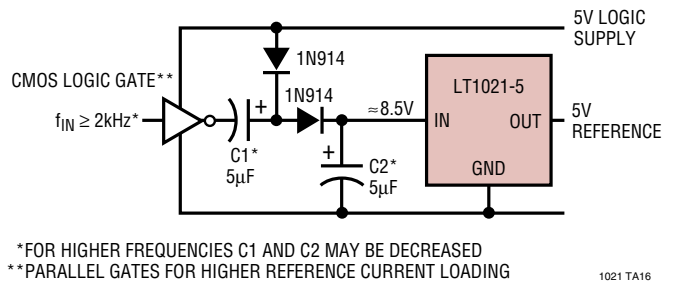 5V LOGIC
SUPPLY
1N914
CMOS LOGIC GATE**
1N914
LT1021-5
fIN ≥ 2kHz*
+
≈8.5V
IN
OUT
5V
REFERENCE
C1*
5µF
+
C2*
5µF
GND
*FOR HIGHER FREQUENCIES C1 AND C2 MAY BE DECREASED
**PARALLEL GATES FOR HIGHER REFERENCE CURRENT LOADING
1021 TA16